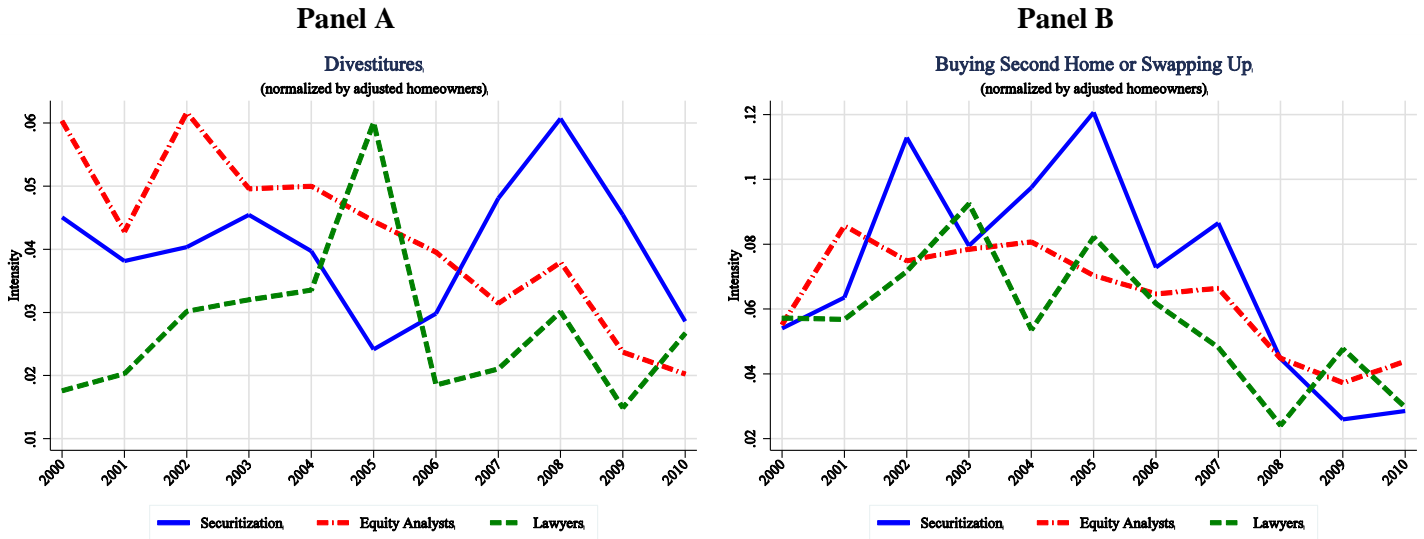 Panel A
Divestitures
(normalized by adjusted homeowners)
Intensity
.06
.05
.04
.03
.02
.01
2000 2001 2002 2003 2004 2005 2006 2007 2008 2009 2010
Securitization Equity Analysts Lawyers
Panel B
Buying Second Home or Swapping Up
(normalized by adjusted homeowners)
Intensity
.12
.1
.08
.06
.04
.02
2000 2001 2002 2003 2004 2005 2006 2007 2008 2009 2010
Securitization Equity Analysts Lawyers